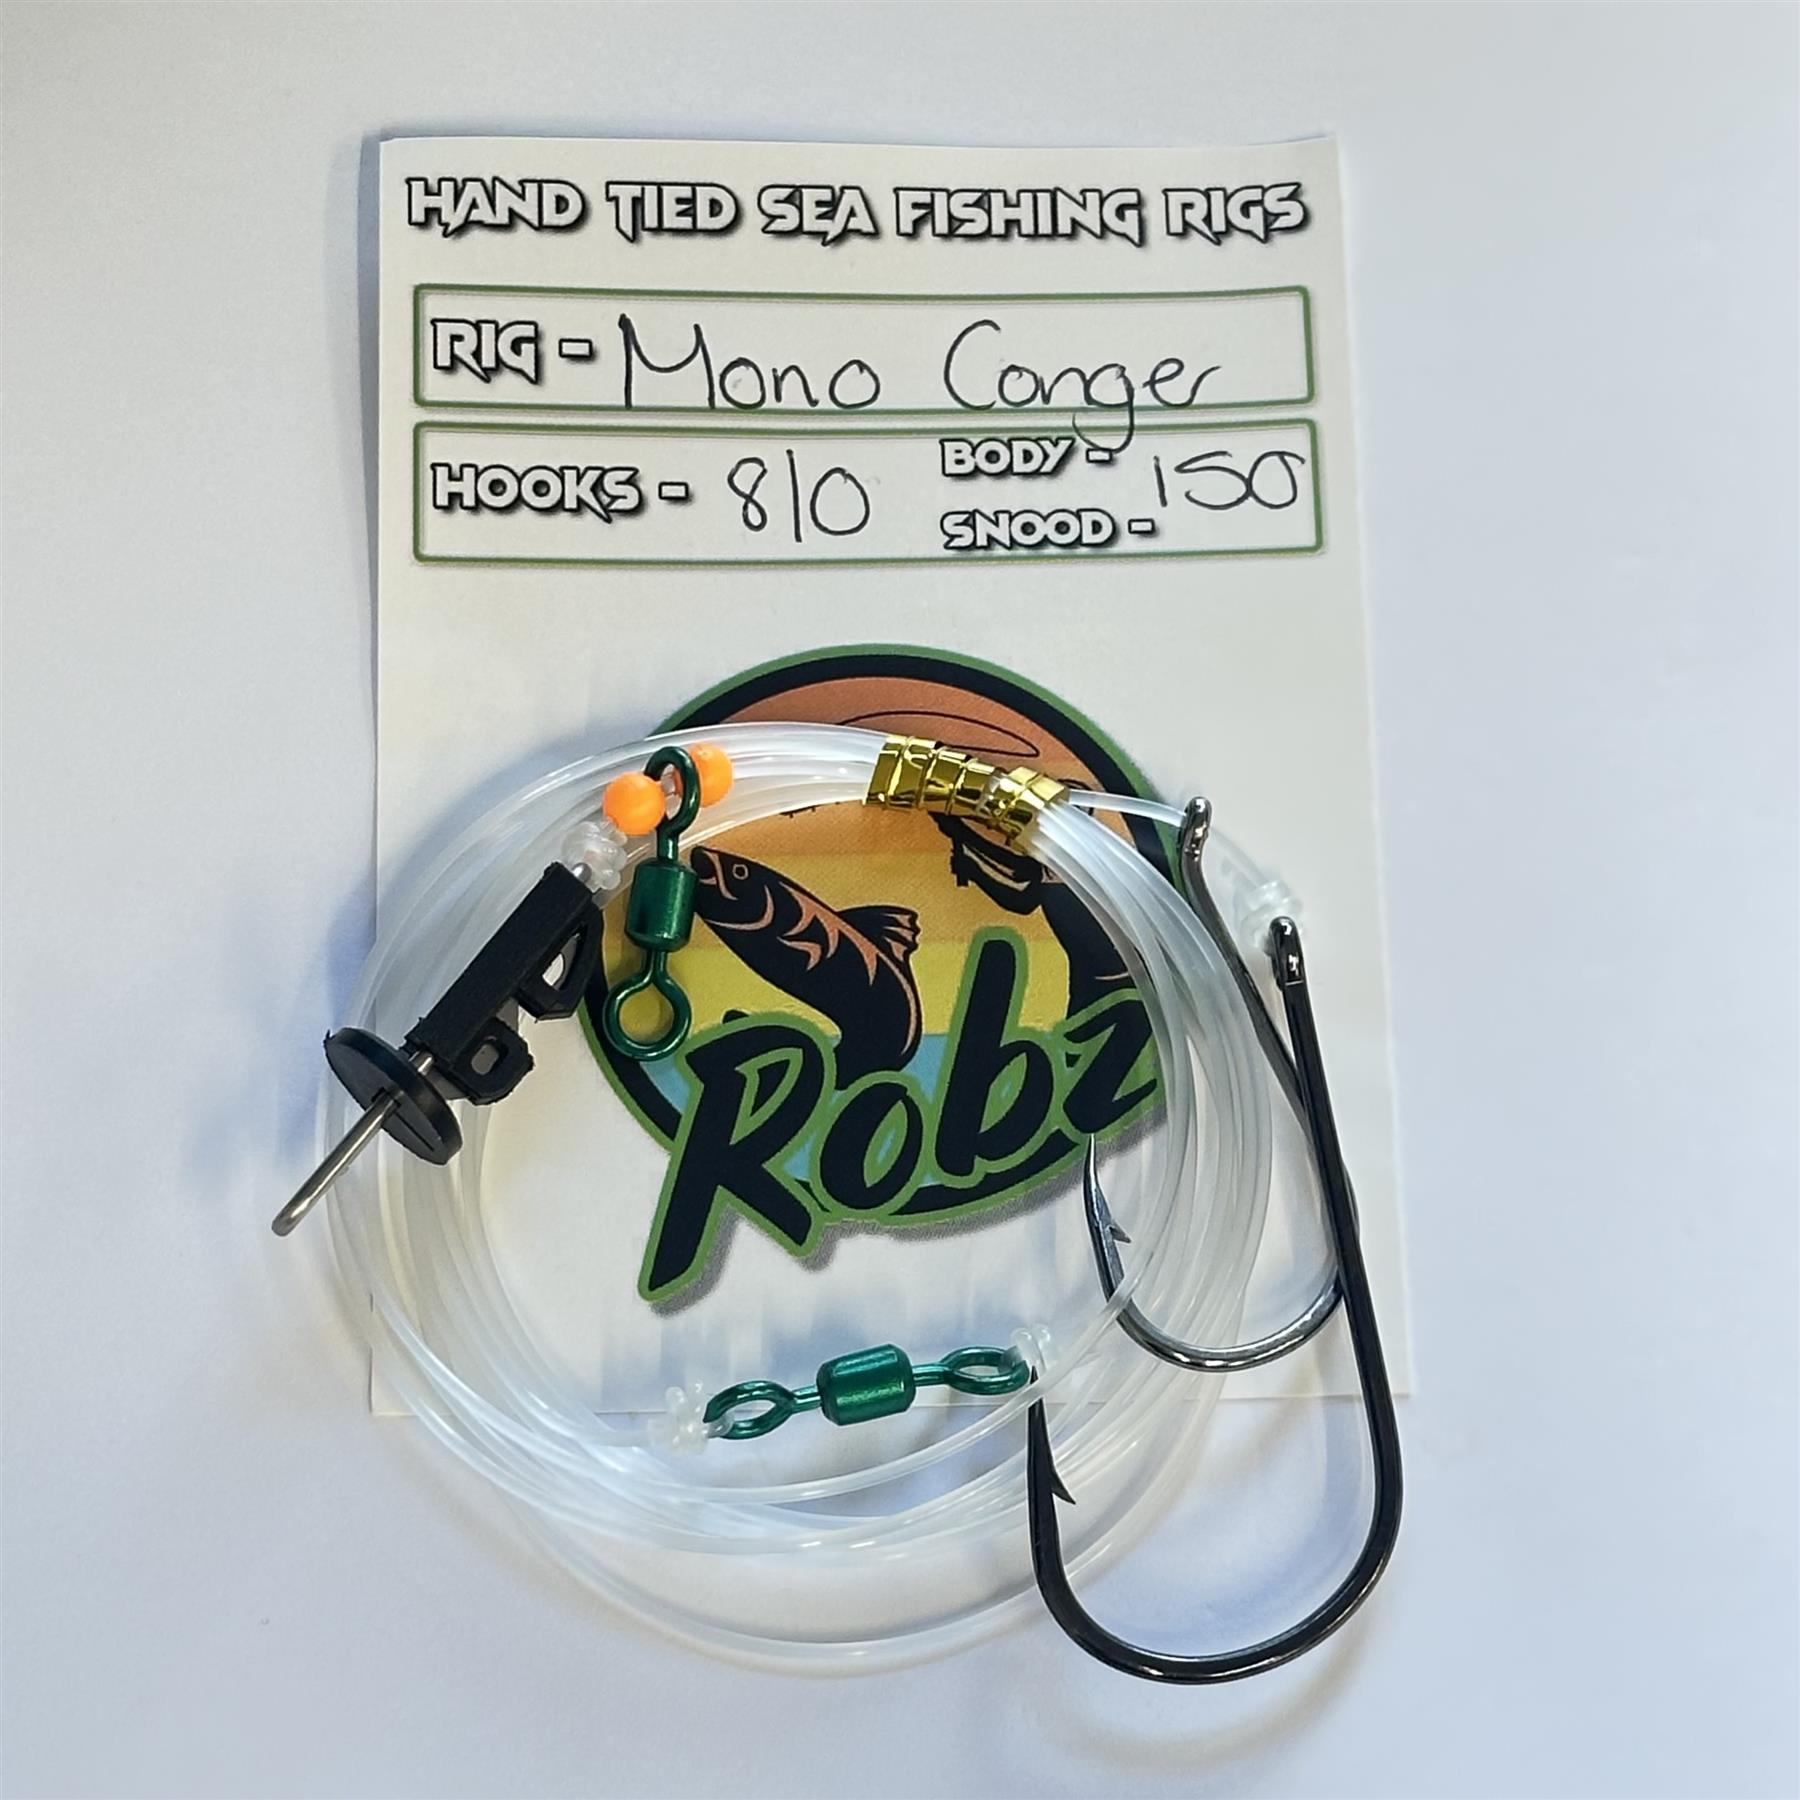 HAND TIED SEA FISHING RIGS
RIG - Mono Conger
HOOKS - 8/0
BODY - 150
SNOOD -
Robz